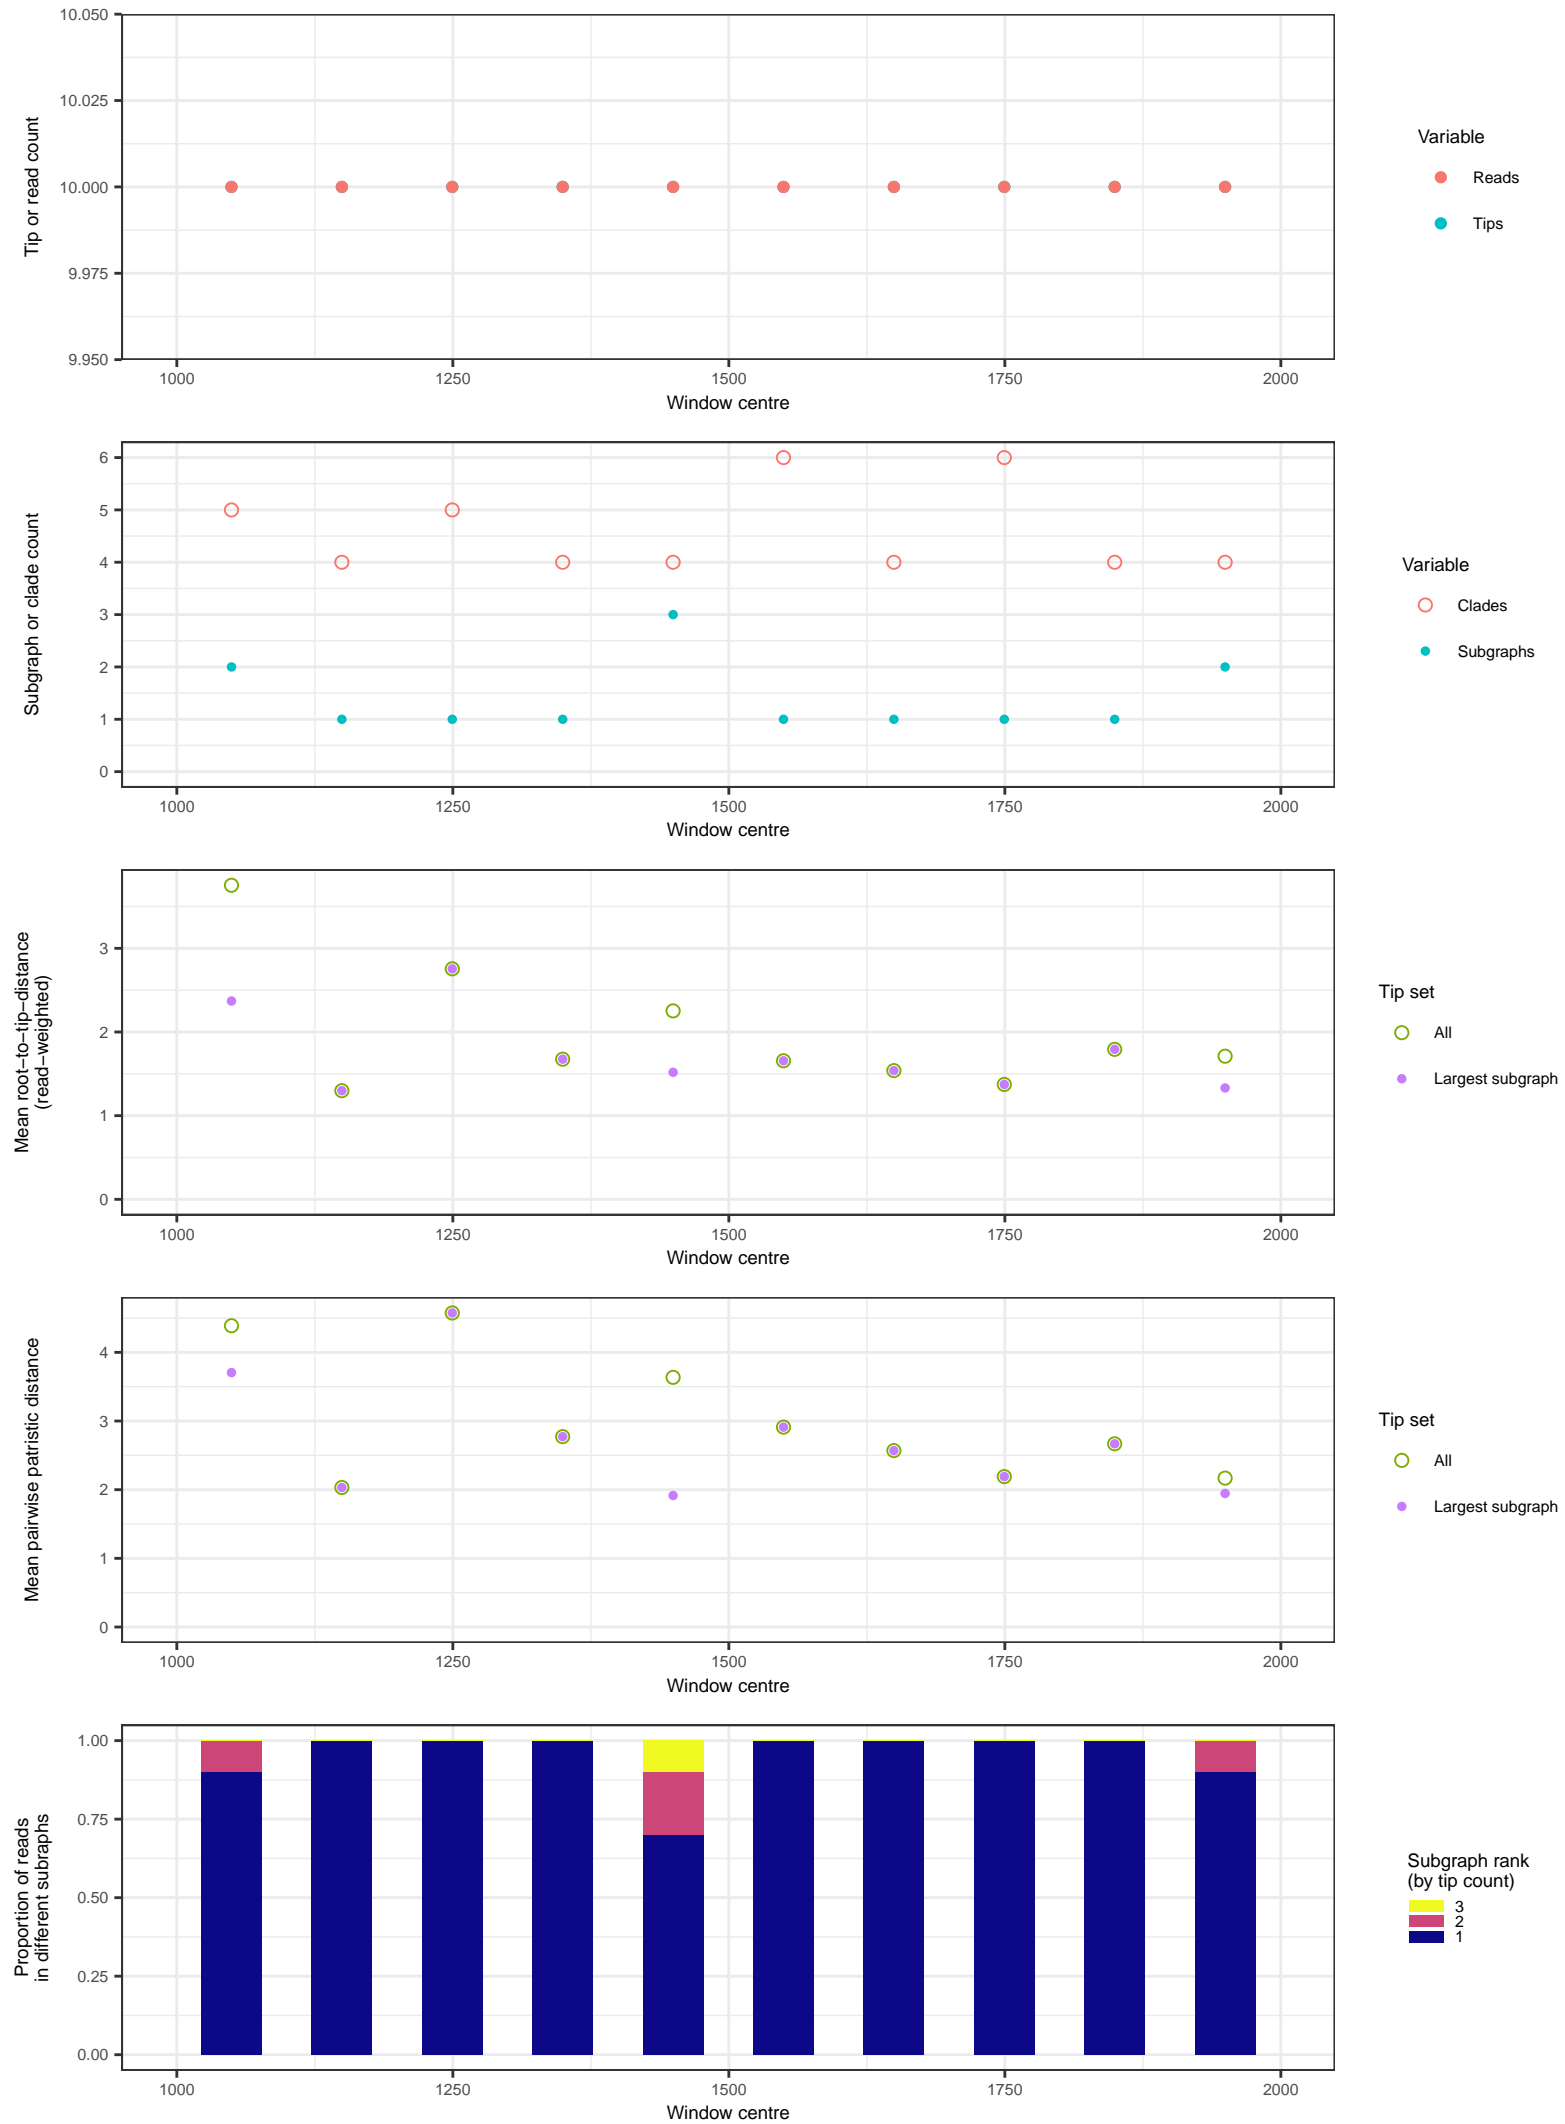 10.050
10.025
10.000
9.975
9.950
Tip or read count
1000 1250 1500 1750 2000
Window centre
Variable
Reads
Tips
6
5
4
3
2
1
0
Subgraph or clade count
1000 1250 1500 1750 2000
Window centre
Variable
Clades
Subgraphs
3
2
1
0
Mean root−to−tip−distance
(read−weighted)
1000 1250 1500 1750 2000
Window centre
Tip set
All
Largest subgraph
4
3
2
1
0
Mean pairwise patristic distance
1000 1250 1500 1750 2000
Window centre
Tip set
All
Largest subgraph
1.00
0.75
0.50
0.25
0.00
Proportion of reads
in different subraphs
1000 1250 1500 1750 2000
Window centre
Subgraph rank
(by tip count)
3
2
1